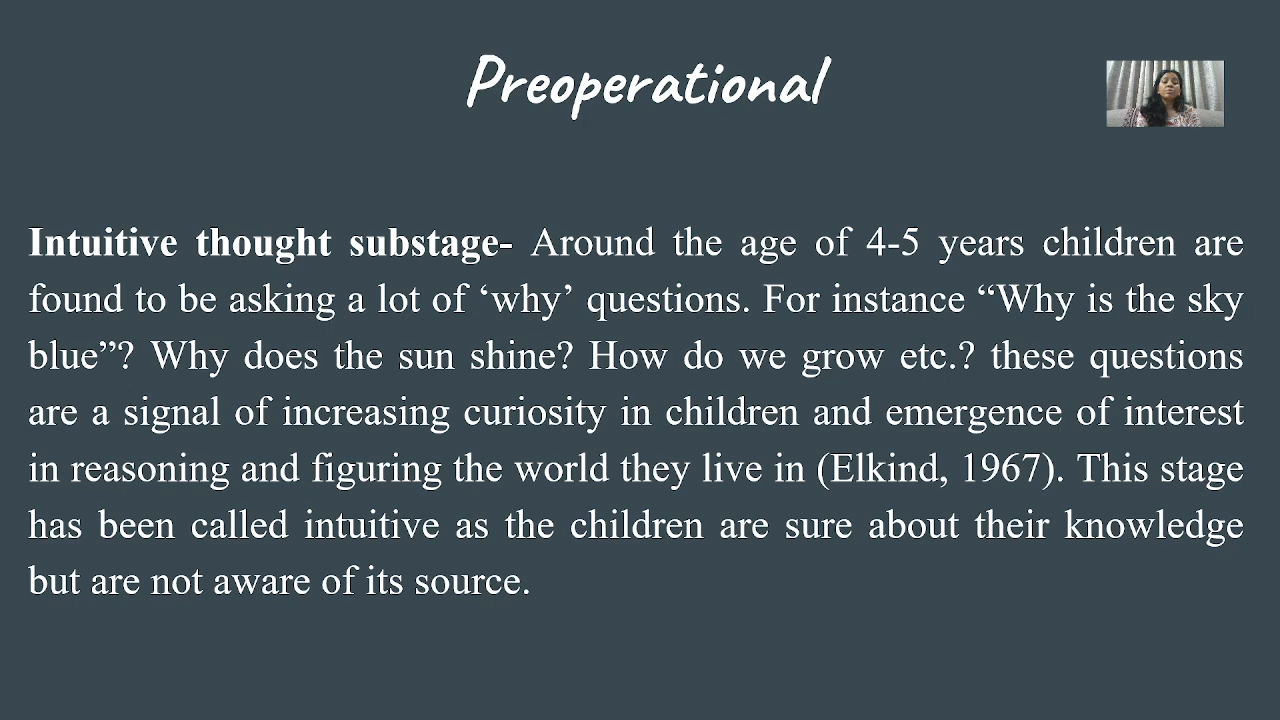 Preoperational
Intuitive thought substage- Around the age of 4-5 years children are
found to be asking a lot of ‘why’ questions. For instance “Why is the sky
blue”? Why does the sun shine? How do we grow etc.? these questions
are a signal of increasing curiosity in children and emergence of interest
in reasoning and figuring the world they live in (Elkind, 1967). This stage
has been called intuitive as the children are sure about their knowledge
but are not aware of its source.